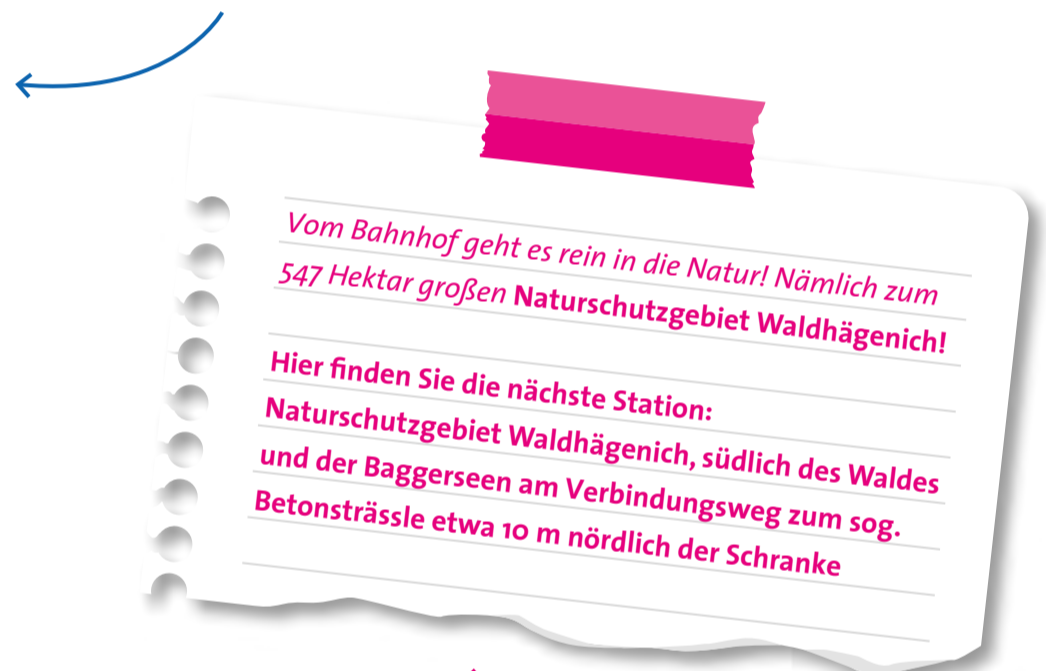 Vom Bahnhof geht es rein in die Natur! Nämlich zum
547 Hektar großen Naturschutzgebiet Waldhägenich!
Hier finden Sie die nächste Station:
Naturschutzgebiet Waldhägenich, südlich des Waldes
und der Baggerseen am Verbindungsweg zum sog.
Betonsträssle etwa 10 m nördlich der Schranke